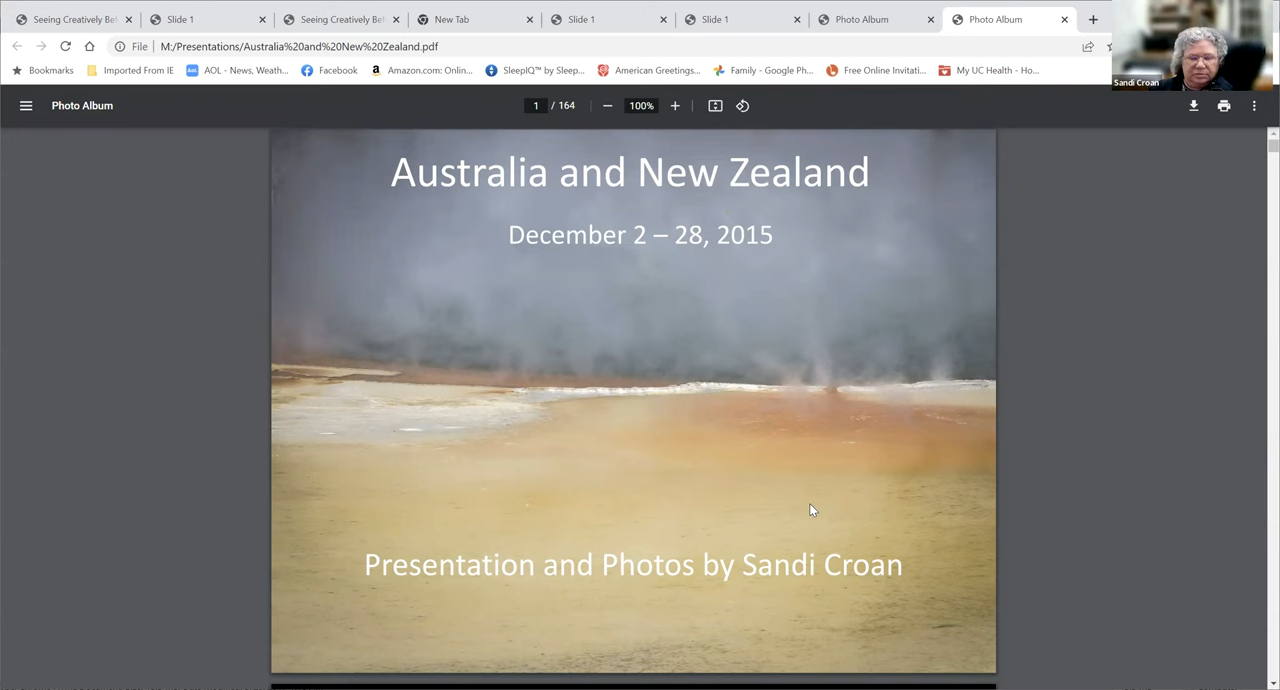 Seeing Creatively Bef
Slide 1
Seeing Creatively Bef
New Tab
Slide 1
Slide 1
Photo Album
Photo Album
File
M:/Presentations/Australia%20and%20New%20Zealand.pdf
Bookmarks
Imported From IE
AOL - News, Weath...
Facebook
Amazon.com: Onlin...
SleepIQ™ by Sleep...
American Greetings...
Family - Google Ph...
Free Online Invitati...
My UC Health - Ho...
Sandi Croan
Photo Album
1 / 164
100%
Australia and New Zealand
December 2 – 28, 2015
Presentation and Photos by Sandi Croan